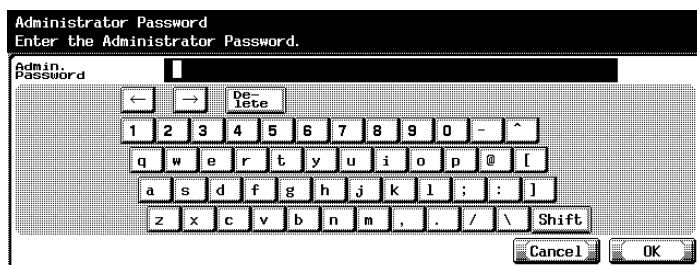 Administrator Password
Enter the Administrator Password.
Admin.
Password
← → De-
lete
1 2 3 4 5 6 7 8 9 0 - ^
q w e r t y u i o p @ [
a s d f g h j k l ; : ]
z x c v b n m , . / \ Shift
Cancel OK